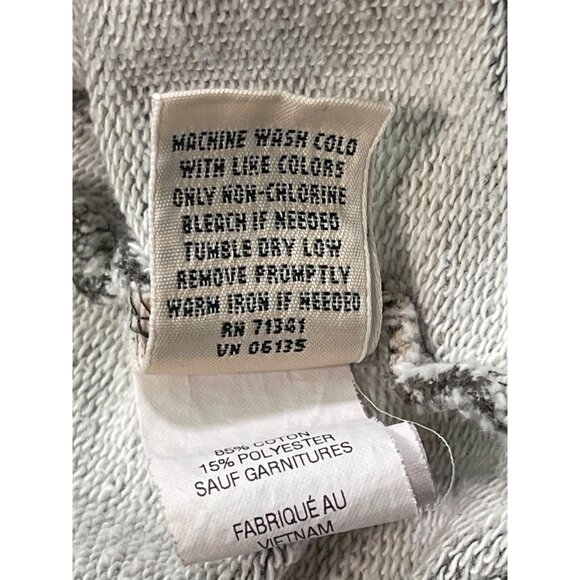 MACHINE WASH COLD
WITH LIKE COLORS
ONLY NON-CHLORINE
BLEACH IF NEEDED
TUMBLE DRY LOW
REMOVE PROMPTLY
WARM IRON IF NEEDED
RN 71341
VN 06135
85% COTON
15% POLYESTER
SAUF GARNITURES
FABRIQUÉ AU
VIETNAM